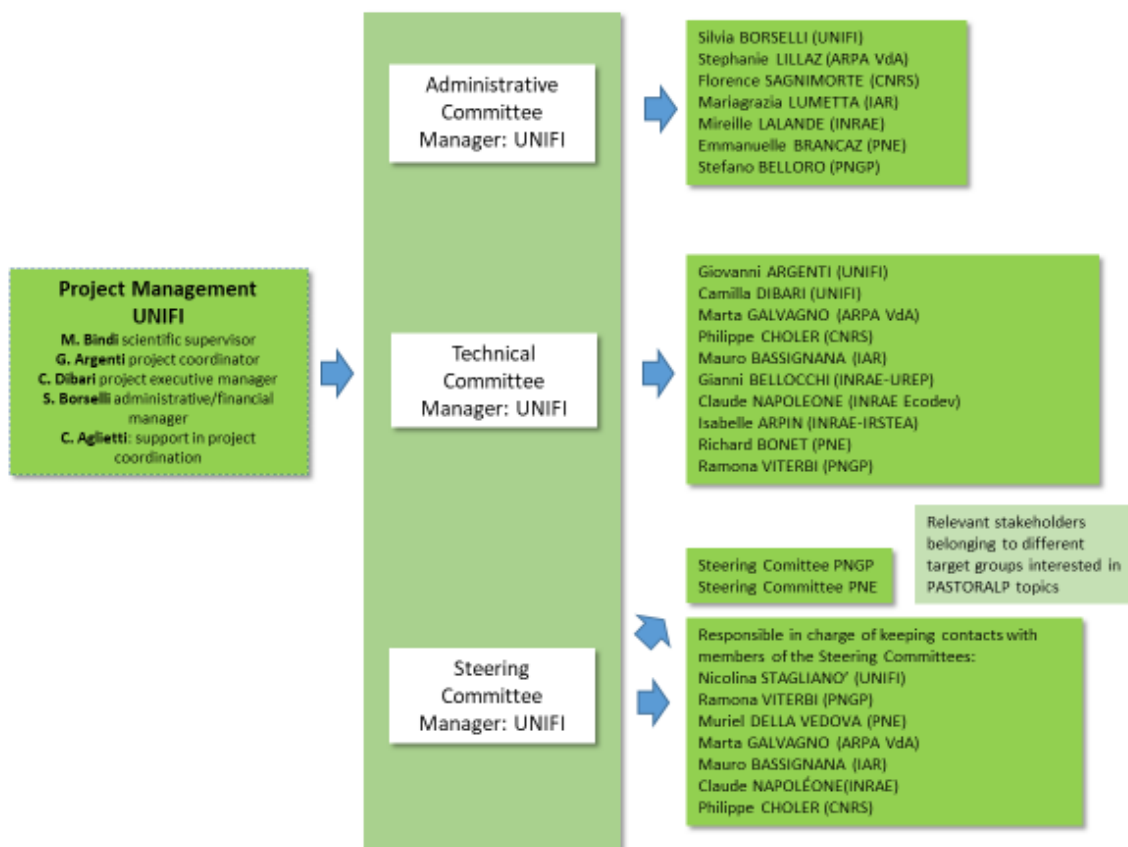 Project Management
UNIFI
M. Bindi scientific supervisor
G. Argenti project coordinator
C. Dibari project executive manager
S. Borselli administrative/financial
manager
C. Aglietti: support in project
coordination
Administrative
Committee
Manager: UNIFI
Silvia BORSELLI (UNIFI)
Stephanie LILLAZ (ARPA VdA)
Florence SAGNIMORTE (CNRS)
Mariagrazia LUMETTA (IAR)
Mireille LALANDE (INRAE)
Emmanuelle BRANCAZ (PNE)
Stefano BELLORO (PNGP)
Technical
Committee
Manager: UNIFI
Giovanni ARGENTI (UNIFI)
Camilla DIBARI (UNIFI)
Marta GALVAGNO (ARPA VdA)
Philippe CHOLER (CNRS)
Mauro BASSIGNANA (IAR)
Gianni BELLOCCHI (INRAE-UREP)
Claude NAPOLEONE (INRAE Ecodev)
Isabelle ARPIN (INRAE-IRSTEA)
Richard BONET (PNE)
Ramona VITERBI (PNGP)
Steering
Committee
Manager: UNIFI
Steering Comittee PNGP
Steering Committee PNE
Relevant stakeholders
belonging to different
target groups interested in
PASTORALP topics
Responsible in charge of keeping contacts with
members of the Steering Committees:
Nicolina STAGLIANO’ (UNIFI)
Ramona VITERBI (PNGP)
Muriel DELLA VEDOVA (PNE)
Marta GALVAGNO (ARPA VdA)
Mauro BASSIGNANA (IAR)
Claude NAPOLÉONE(INRAE)
Philippe CHOLER (CNRS)